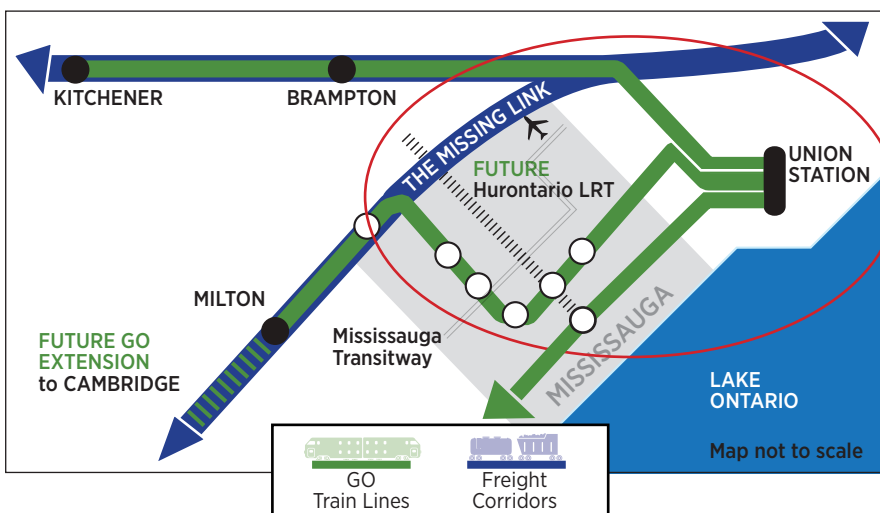 KITCHENER
BRAMPTON
THE MISSING LINK
UNION
STATION
FUTURE
Hurontario LRT
MILTON
FUTURE GO
EXTENSION
to CAMBRIDGE
Mississauga
Transitway
MISSISSAUGA
LAKE
ONTARIO
Map not to scale
GO
Train Lines
Freight
Corridors